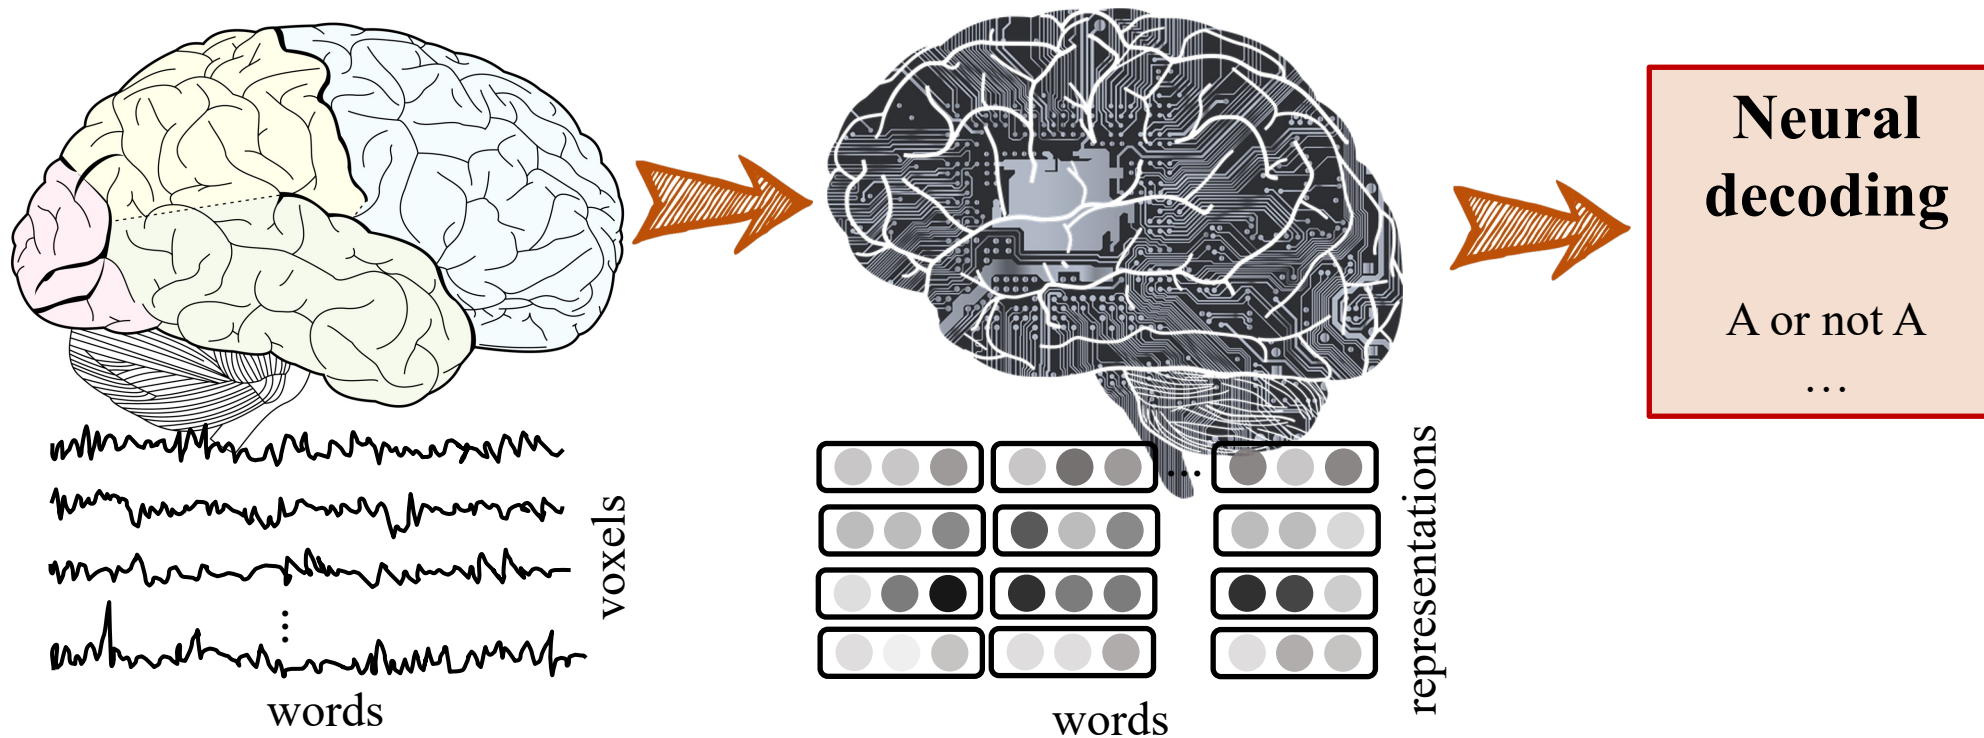 voxels
words
...
representations
words
Neural
decoding
A or not A
...